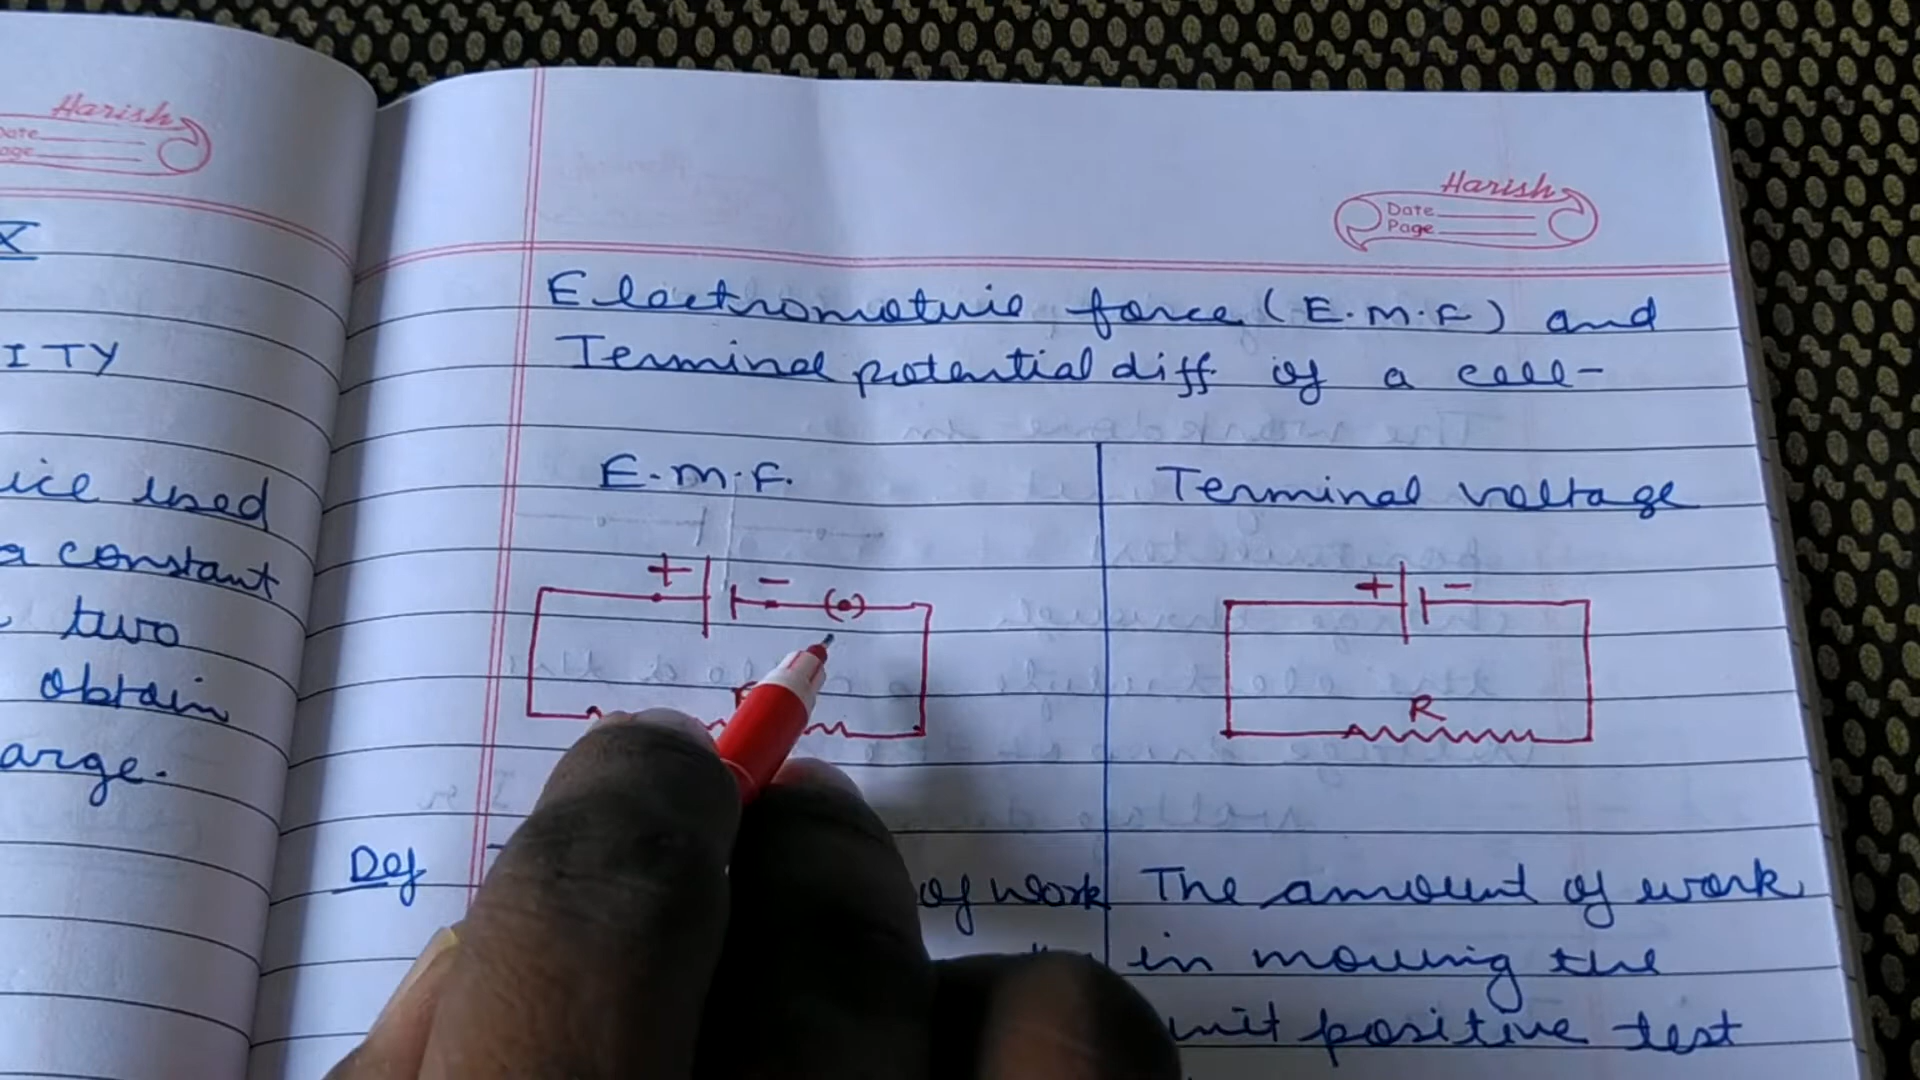 Harish
Date
Page
X
ITY
ice used
a constant
two
obtain
arge.
Harish
Date
Page
Electromotive force (E.M.F) and
Terminal potential diff. of a cell-
E.M.F.
Terminal voltage
+ -
+ -
R
Def
of work
The amount of work
in moving the
unit positive test